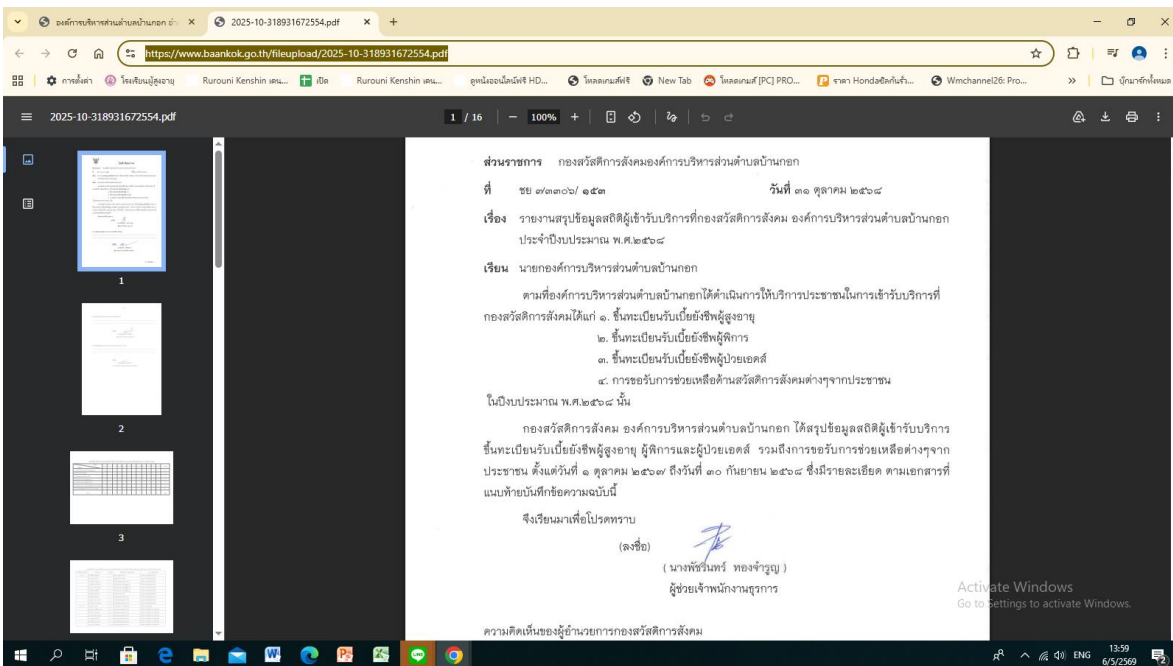 องค์การบริหารส่วนตำบลบ้านกอก อำ
2025-10-318931672554.pdf
https://www.baankok.go.th/fileupload/2025-10-318931672554.pdf
การตั้งค่า
โรงเรียนผู้สูงอายุ
Rurouni Kenshin เคน...
เปิด
Rurouni Kenshin เคน...
ดูหนังออนไลน์ฟรี HD...
โหลดเกมส์ฟรี
New Tab
โหลดเกมส์ [PC] PRO...
Wmchannel26: Pro...
»
บุ๊กมาร์กทั้งหมด
2025-10-318931672554.pdf
1 / 16
100%
1
2
3
ส่วนราชการ กองสวัสดิการสังคมองค์การบริหารส่วนตำบลบ้านกอก
ที่ ชย ๗๓๓๐๖/ ๑๕๓ วันที่ ๓๑ ตุลาคม ๒๕๖๘
เรื่อง รายงานสรุปข้อมูลสถิติผู้เข้ารับบริการที่กองสวัสดิการสังคม องค์การบริหารส่วนตำบลบ้านกอก
ประจำปีงบประมาณ พ.ศ.๒๕๖๘
เรียน นายกองค์การบริหารส่วนตำบลบ้านกอก
ตามที่องค์การบริหารส่วนตำบลบ้านกอกได้ดำเนินการให้บริการประชาชนในการเข้ารับบริการที่
กองสวัสดิการสังคมได้แก่ ๑. ขึ้นทะเบียนรับเบี้ยยังชีพผู้สูงอายุ
๒. ขึ้นทะเบียนรับเบี้ยยังชีพผู้พิการ
๓. ขึ้นทะเบียนรับเบี้ยยังชีพผู้ป่วยเอดส์
๔. การขอรับการช่วยเหลือด้านสวัสดิการสังคมต่างๆจากประชาชน
ในปีงบประมาณ พ.ศ.๒๕๖๘ นั้น
กองสวัสดิการสังคม องค์การบริหารส่วนตำบลบ้านกอก ได้สรุปข้อมูลสถิติผู้เข้ารับบริการ
ขึ้นทะเบียนรับเบี้ยยังชีพผู้สูงอายุ ผู้พิการและผู้ป่วยเอดส์ รวมถึงการขอรับการช่วยเหลือต่างๆจาก
ประชาชน ตั้งแต่วันที่ ๑ ตุลาคม ๒๕๖๗ ถึงวันที่ ๓๐ กันยายน ๒๕๖๘ ซึ่งมีรายละเอียด ตามเอกสารที่
แนบท้ายบันทึกข้อความฉบับนี้
จึงเรียนมาเพื่อโปรดทราบ
(ลงชื่อ)
( นางพัชรินทร์ ทองจำรูญ )
ผู้ช่วยเจ้าพนักงานธุรการ
ความคิดเห็นของผู้อำนวยการกองสวัสดิการสังคม
Activate Windows
Go to Settings to activate Windows.
ENG
13:59
6/5/2569